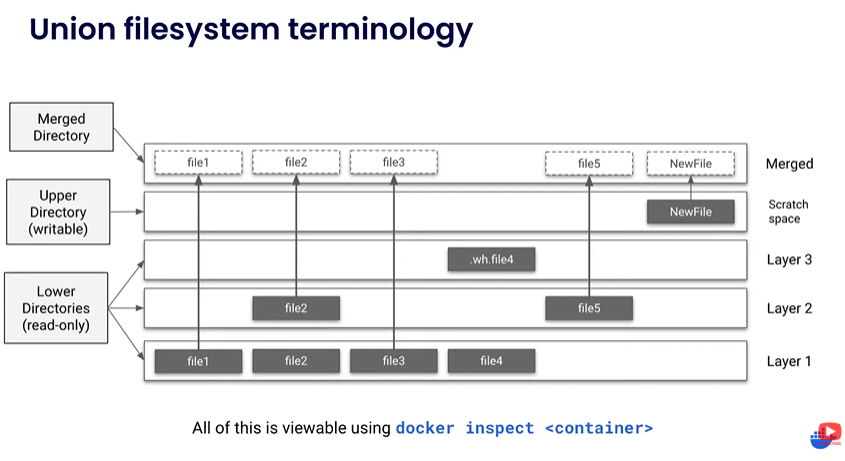 Union filesystem terminology
Merged
Directory
file1
file2
file3
file5
NewFile
Merged
Upper
Directory
(writable)
NewFile
Scratch
space
.wh.file4
Layer 3
Lower
Directories
(read-only)
file2
file5
Layer 2
file1
file2
file3
file4
Layer 1
All of this is viewable using docker inspect <container>